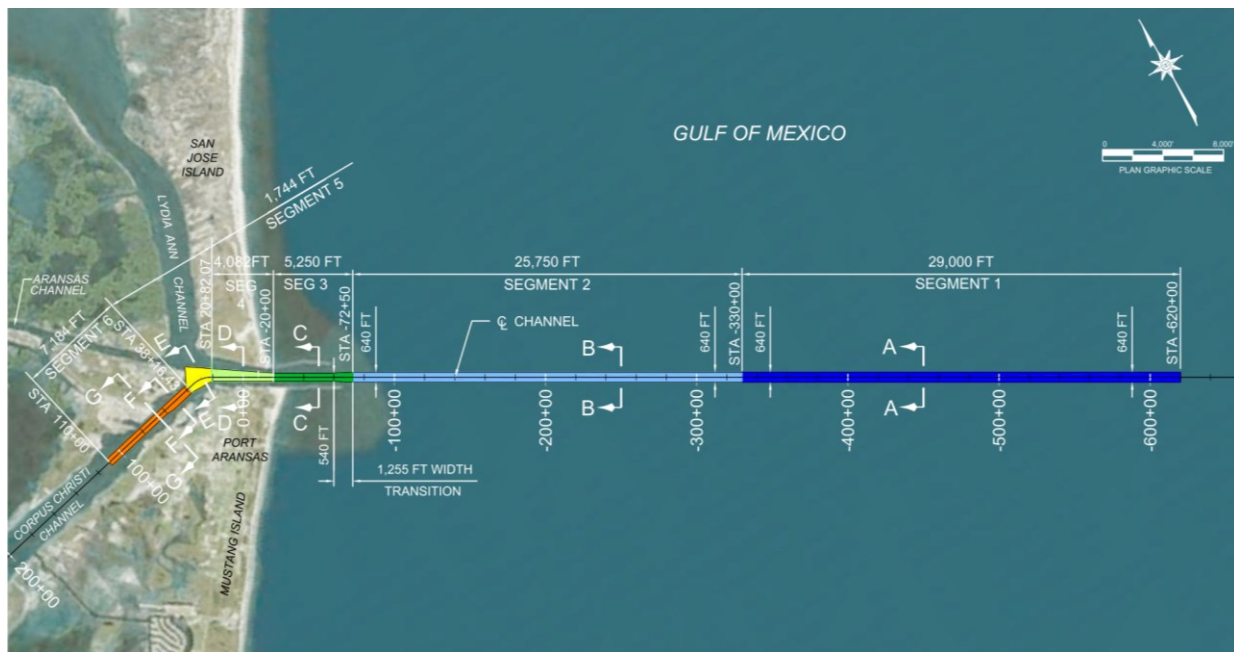 GULF OF MEXICO
0 4,000' 8,000'
PLAN GRAPHIC SCALE
SAN
JOSE
ISLAND
LYDIA ANN
CHANNEL
1,744 FT
SEGMENT 5
ARANSAS
CHANNEL
7,184 FT
SEGMENT 6
STA 38+16.43
STA 110+00
STA 20+82.07
4,082FT
SEG
4
STA -20+00
5,250 FT
SEG 3
STA -72+50
25,750 FT
SEGMENT 2
STA -330+00
29,000 FT
SEGMENT 1
STA -620+00
640 FT
640 FT
640 FT
640 FT
℄ CHANNEL
A
A
B
B
C
C
D
D
E
E
F
F
G
G
0+00
-100+00
-200+00
-300+00
-400+00
-500+00
-600+00
100+00
200+00
540 FT
1,255 FT WIDTH
TRANSITION
PORT
ARANSAS
MUSTANG ISLAND
CORPUS CHRISTI
CHANNEL